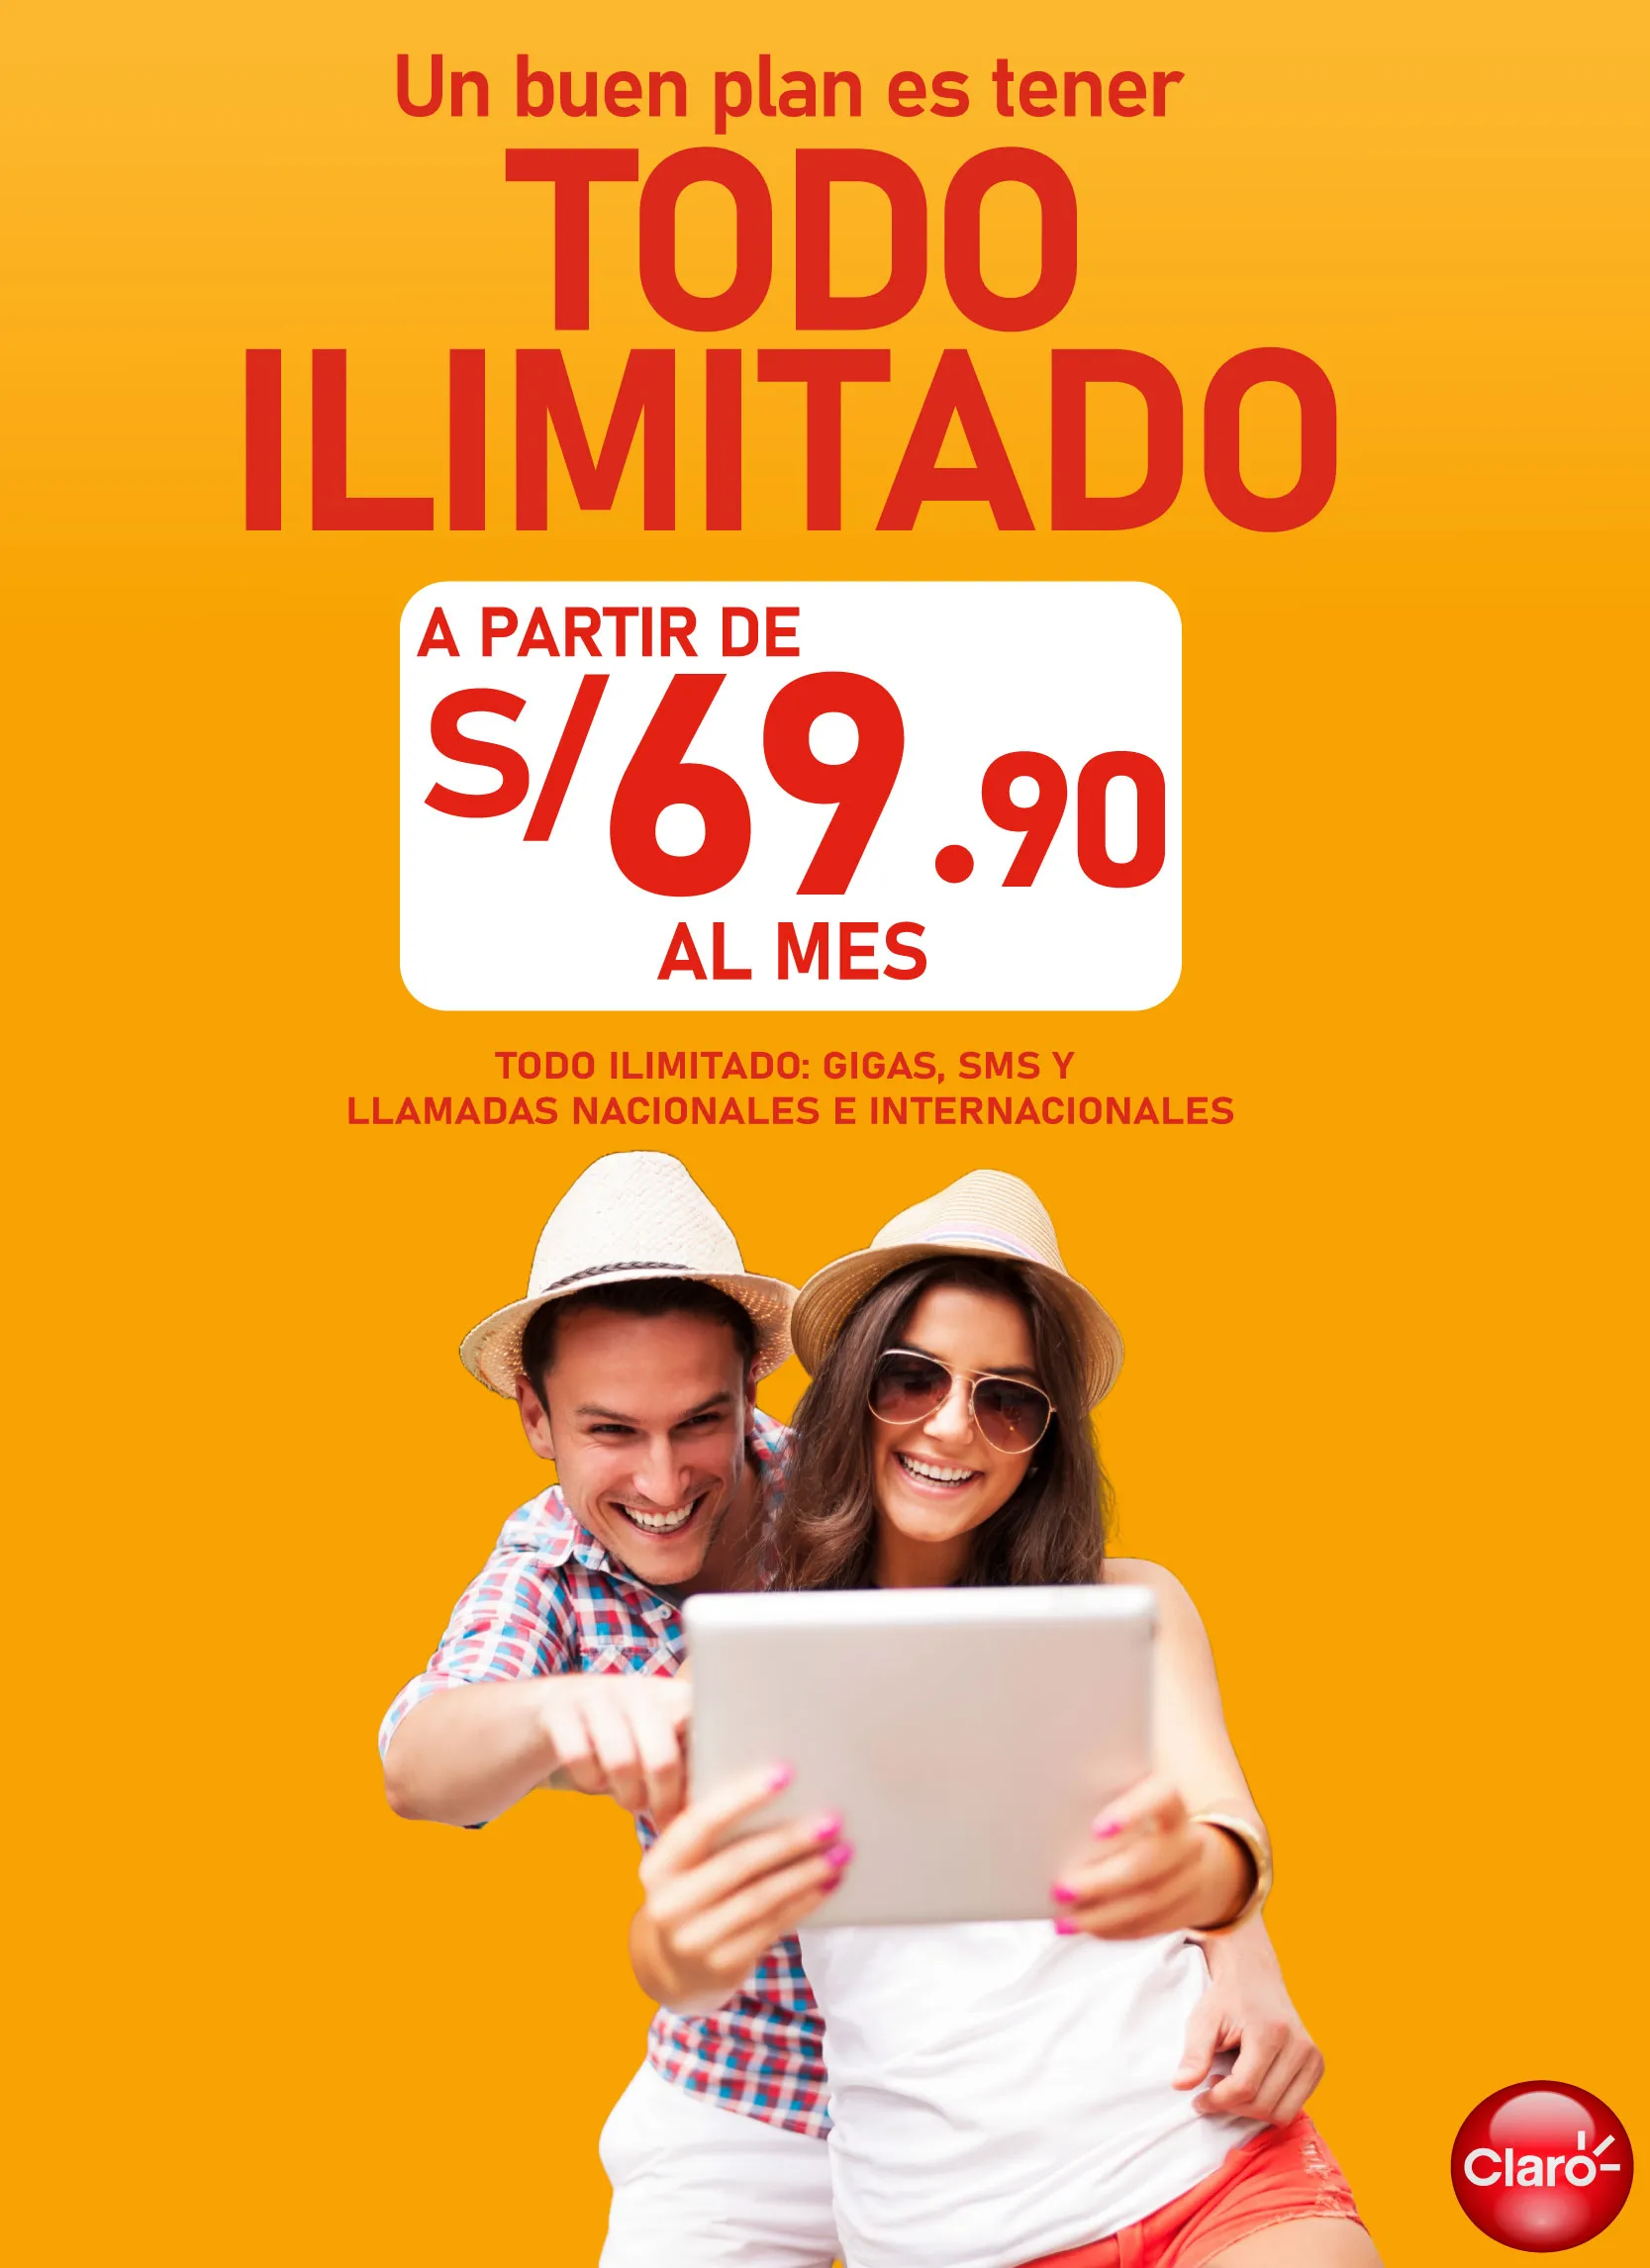 Un buen plan es tener
TODO
ILIMITADO
A PARTIR DE
S/69.90
AL MES
TODO ILIMITADO: GIGAS, SMS Y
LLAMADAS NACIONALES E INTERNACIONALES
Claro